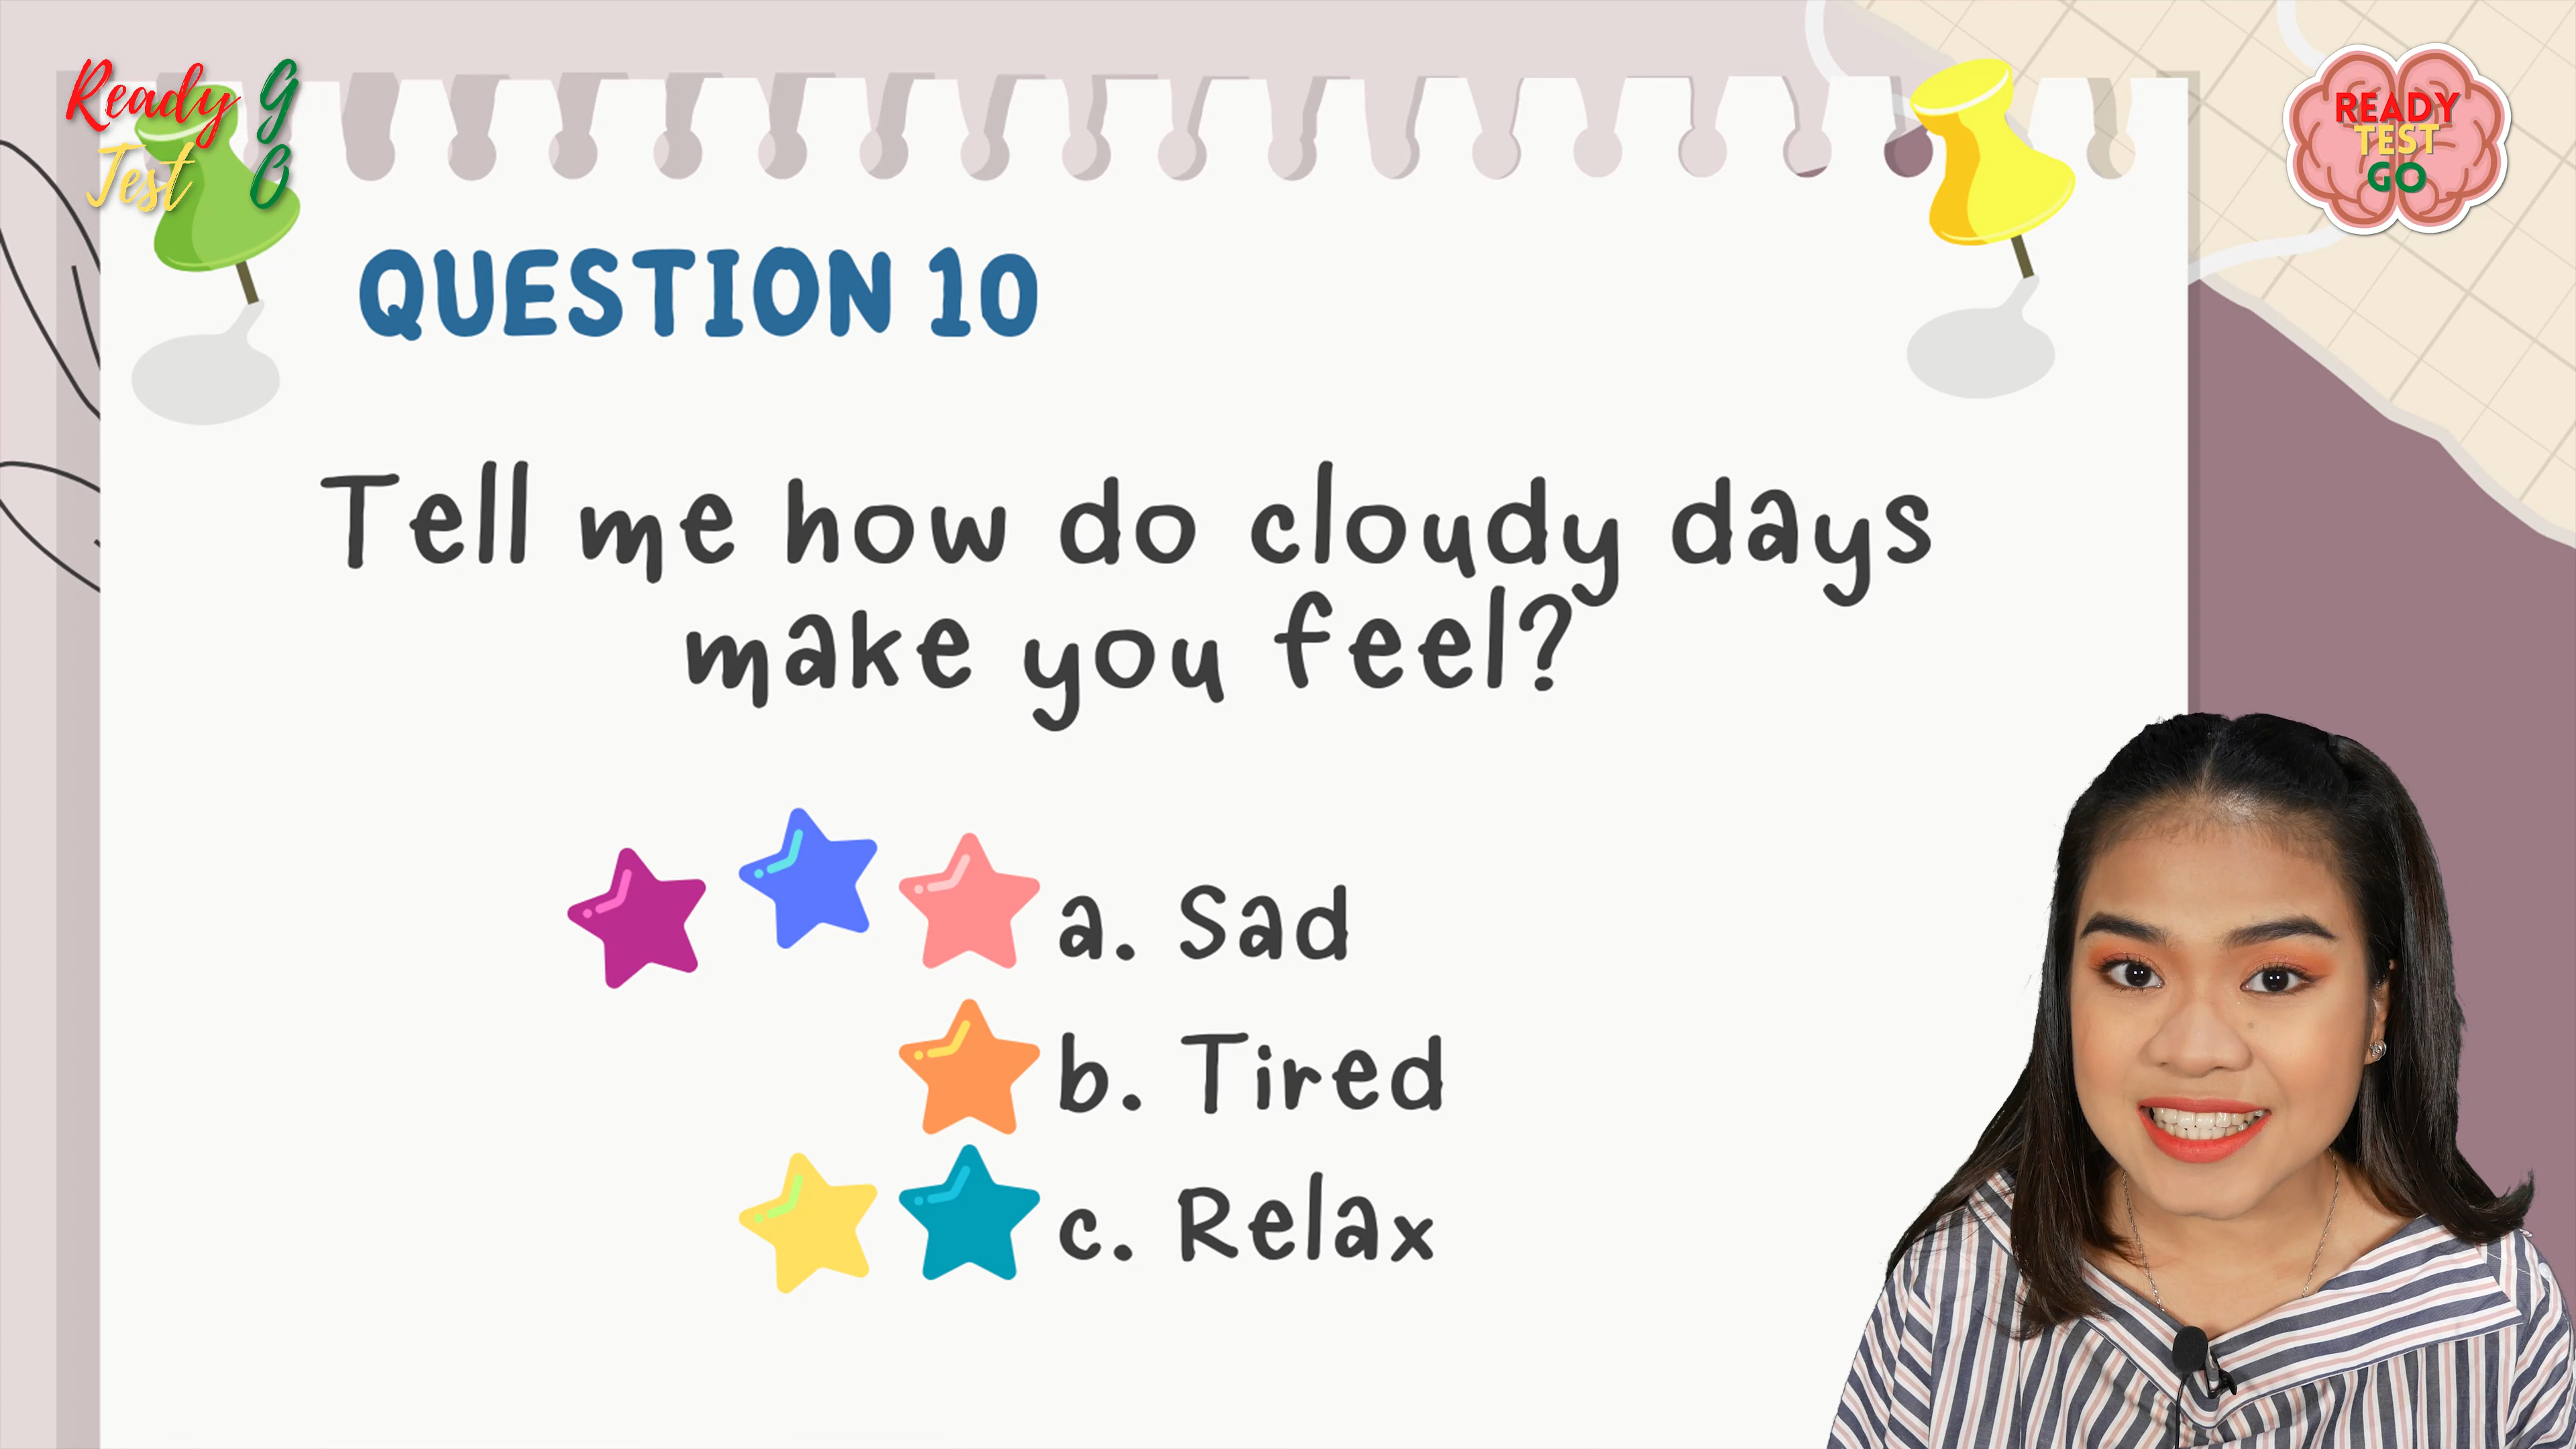 Ready GO
Test
READY
TEST
GO
QUESTION 10
Tell me how do cloudy days
make you feel?
a. Sad
b. Tired
c. Relax